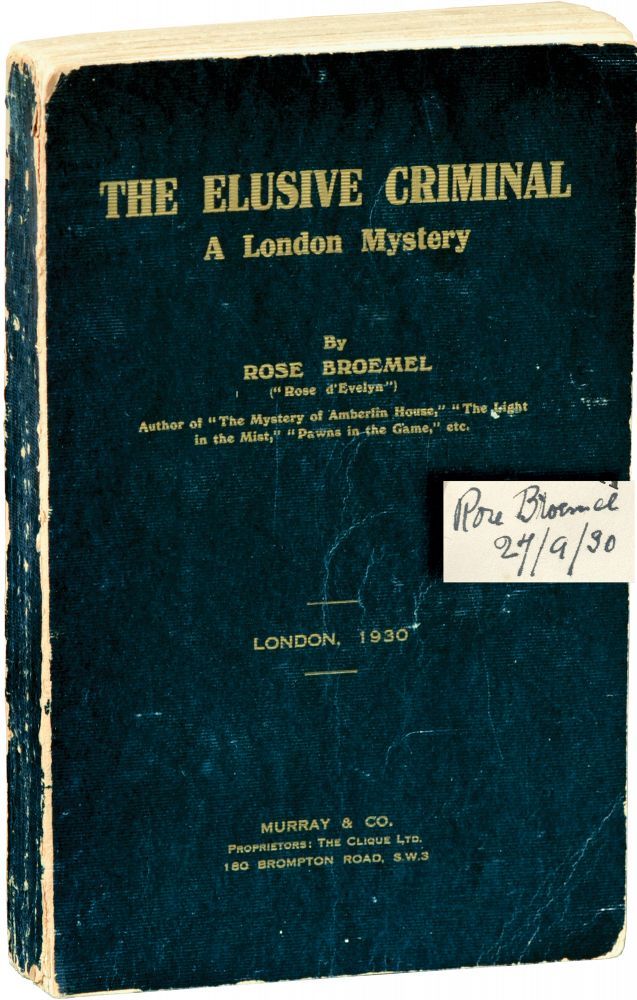 THE ELUSIVE CRIMINAL
A London Mystery
By
ROSE BROEMEL
("Rose d'Evelyn")
Author of "The Mystery of Amberlin House," "The Light
in the Mist," "Pawns in the Game," etc.
Rose Broemel
27/9/30
LONDON, 1930
MURRAY & CO.
PROPRIETORS: THE CLIQUE LTD.
180 BROMPTON ROAD, S.W.3